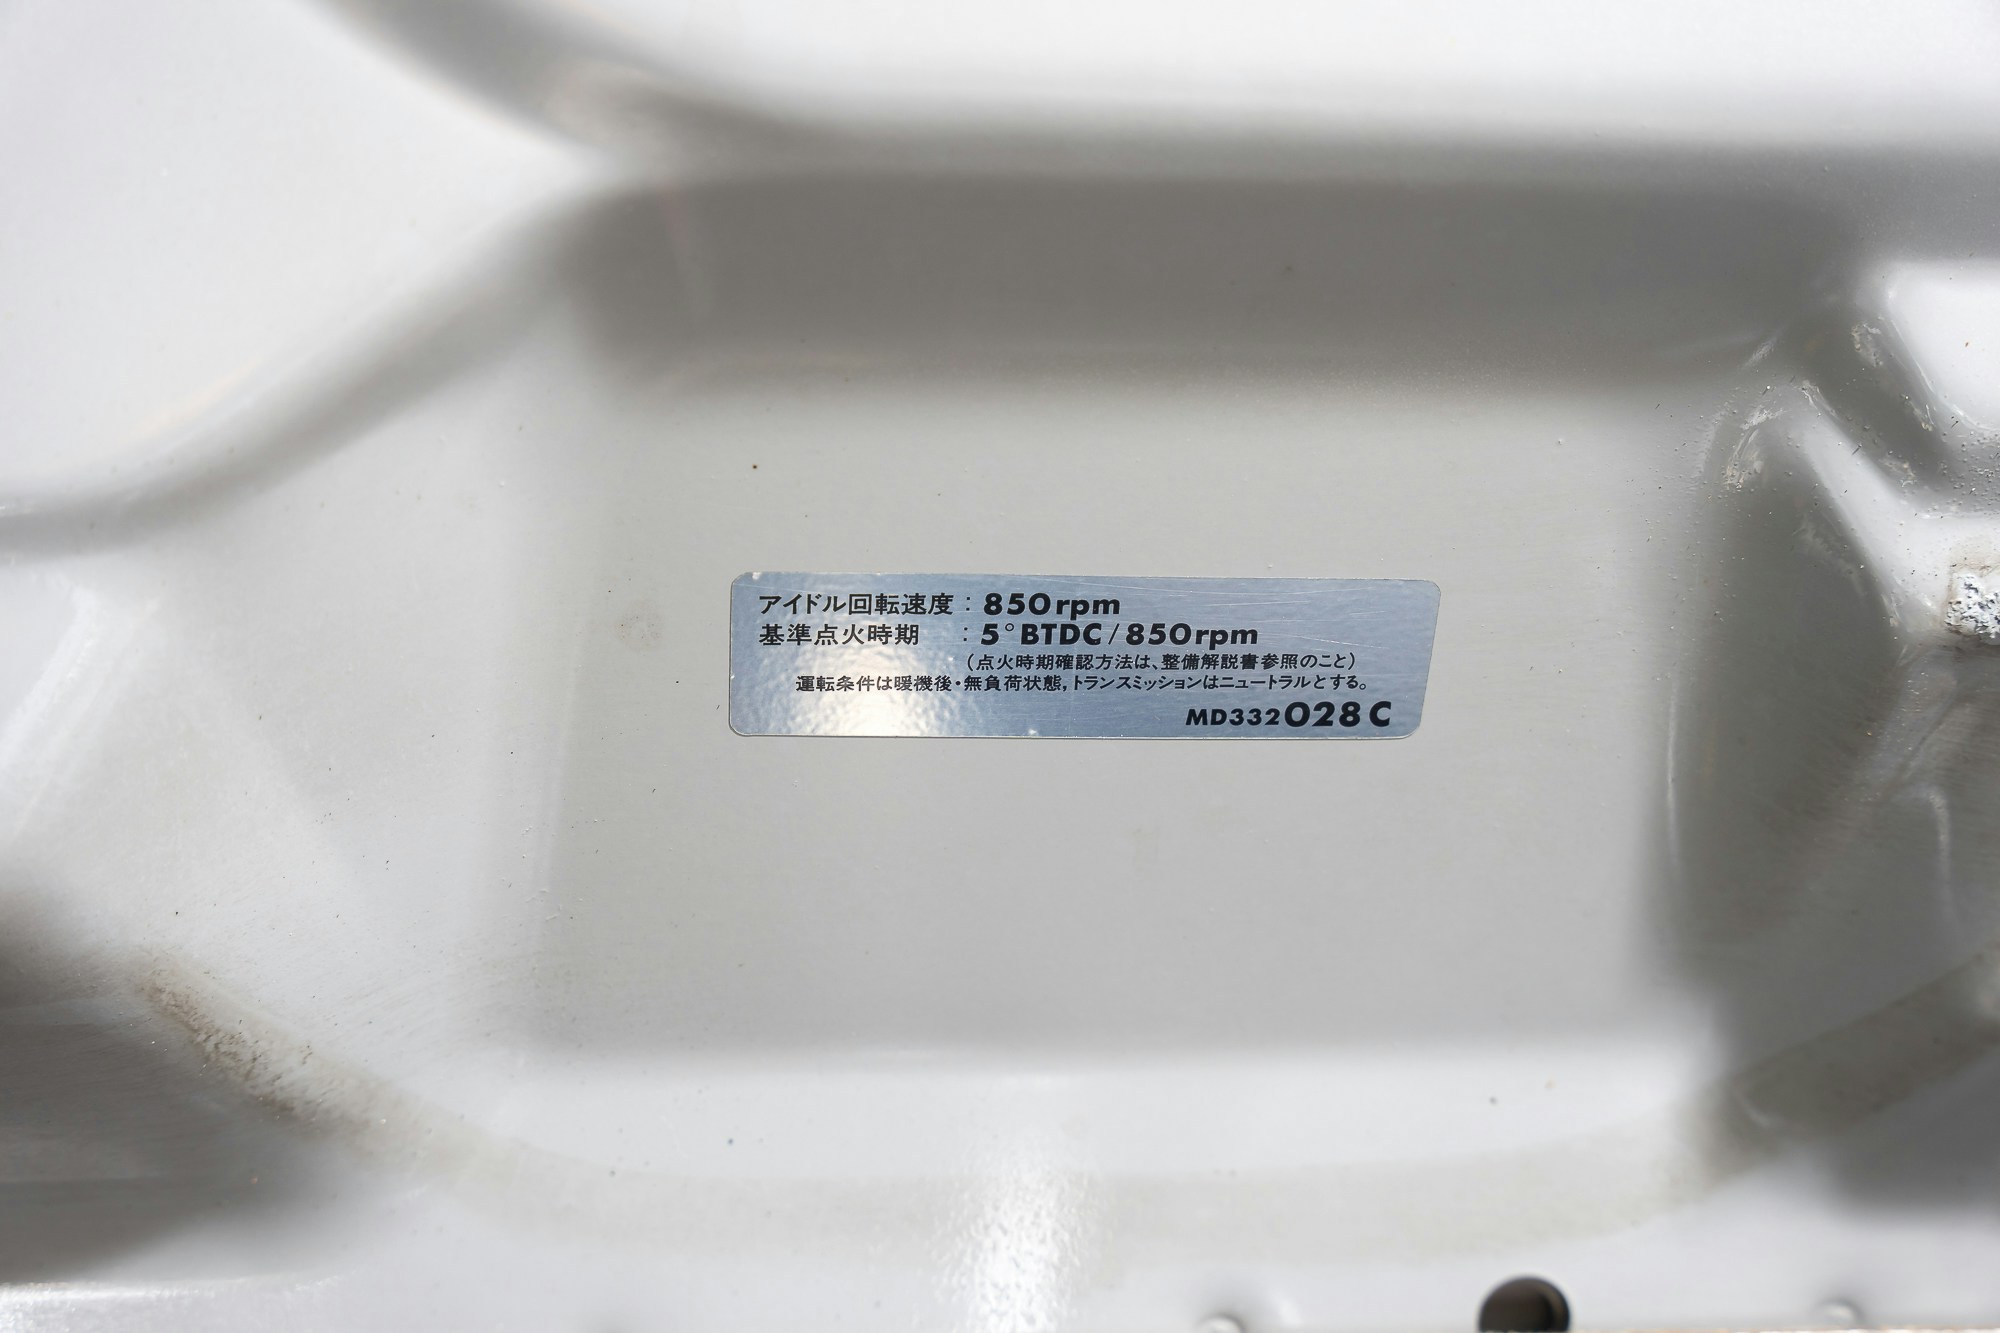 アイドル回転速度 : 850rpm
基準点火時期 : 5°BTDC/850rpm
(点火時期確認方法は、整備解説書参照のこと)
運転条件は暖機後・無負荷状態,トランスミッションはニュートラルとする。
MD332028C